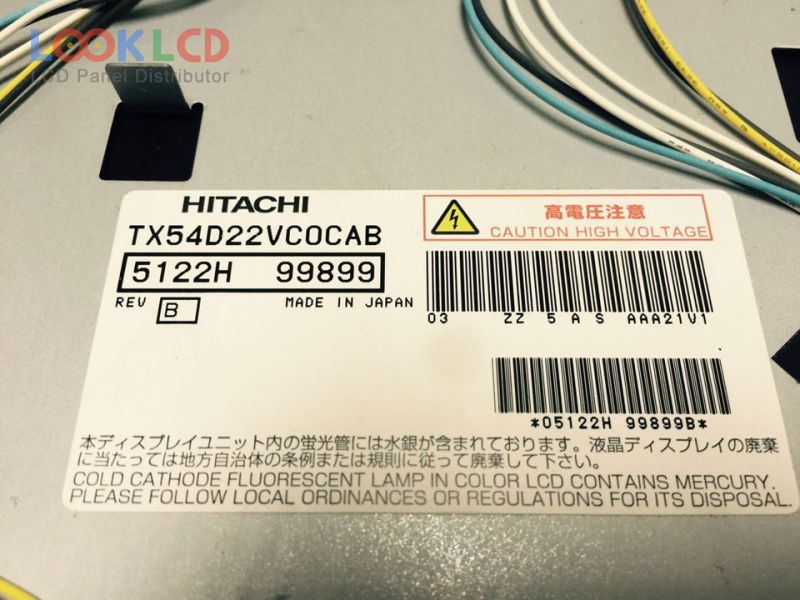 LOOKLCD
LCD Panel Distributor
HITACHI
TX54D22VC0CAB
5122H 99899
REV B MADE IN JAPAN
高電圧注意
CAUTION HIGH VOLTAGE
03 ZZ 5 A S AAA21V1
*05122H 99899B*
本ディスプレイユニット内の蛍光管には水銀が含まれております。液晶ディスプレイの廃棄
に当たっては地方自治体の条例または規則に従って廃棄して下さい。
COLD CATHODE FLUORESCENT LAMP IN COLOR LCD CONTAINS MERCURY.
PLEASE FOLLOW LOCAL ORDINANCES OR REGULATIONS FOR ITS DISPOSAL.